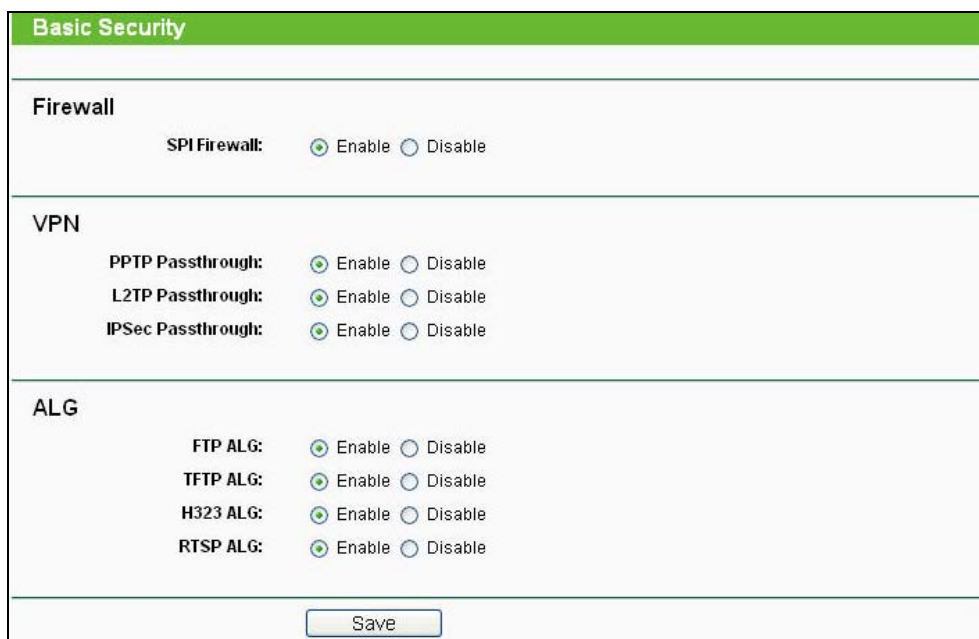 Basic Security
Firewall
SPI Firewall: Enable Disable
VPN
PPTP Passthrough: Enable Disable
L2TP Passthrough: Enable Disable
IPSec Passthrough: Enable Disable
ALG
FTP ALG: Enable Disable
TFTP ALG: Enable Disable
H323 ALG: Enable Disable
RTSP ALG: Enable Disable
Save